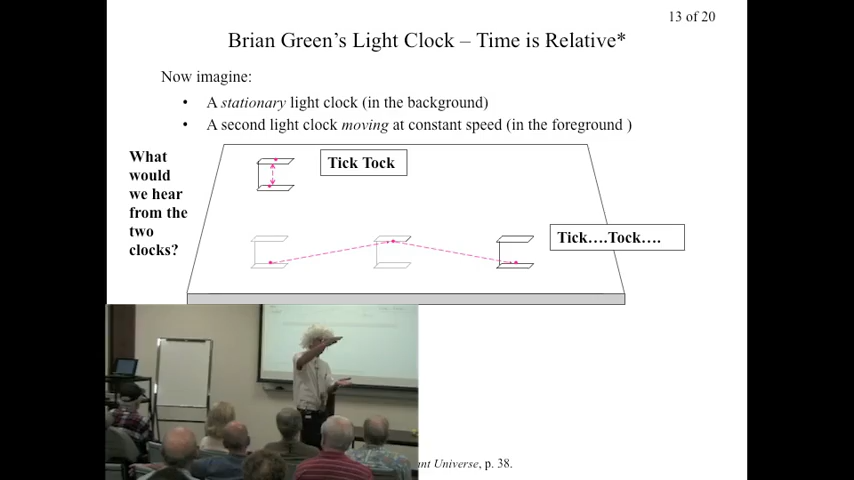 13 of 20
Brian Green's Light Clock – Time is Relative*
Now imagine:
• A stationary light clock (in the background)
• A second light clock moving at constant speed (in the foreground )
What
would
we hear
from the
two
clocks?
Tick Tock
Tick….Tock….
Universe, p. 38.